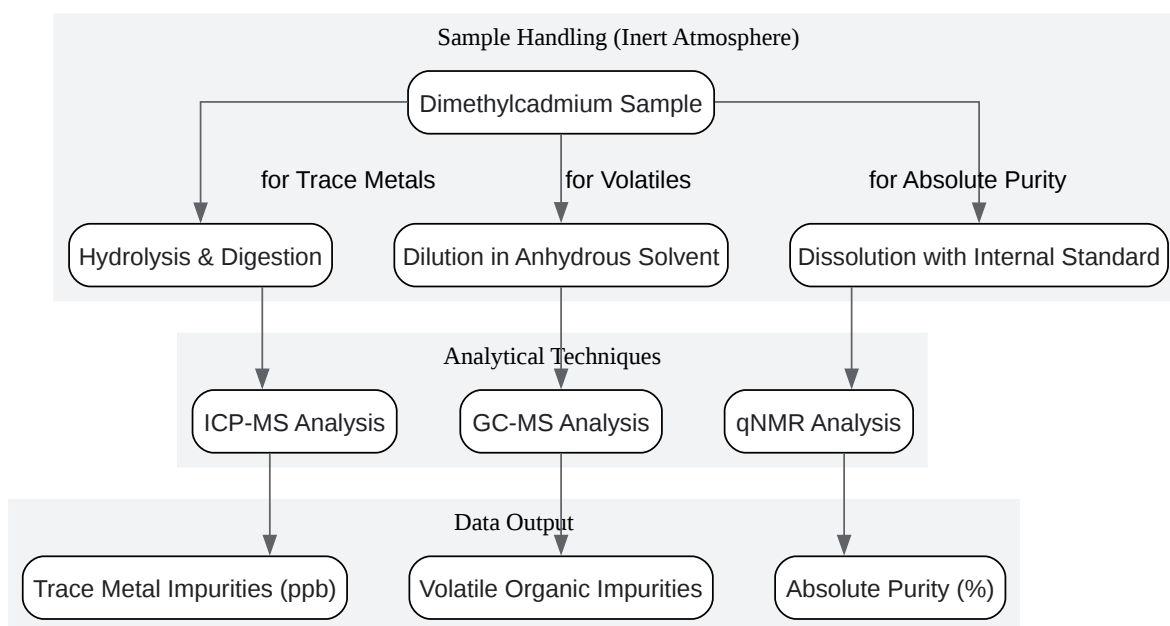 Sample Handling (Inert Atmosphere)
Dimethylcadmium Sample
for Trace Metals
for Volatiles
for Absolute Purity
Hydrolysis & Digestion
Dilution in Anhydrous Solvent
Dissolution with Internal Standard
Analytical Techniques
ICP-MS Analysis
GC-MS Analysis
qNMR Analysis
Data Output
Trace Metal Impurities (ppb)
Volatile Organic Impurities
Absolute Purity (%)